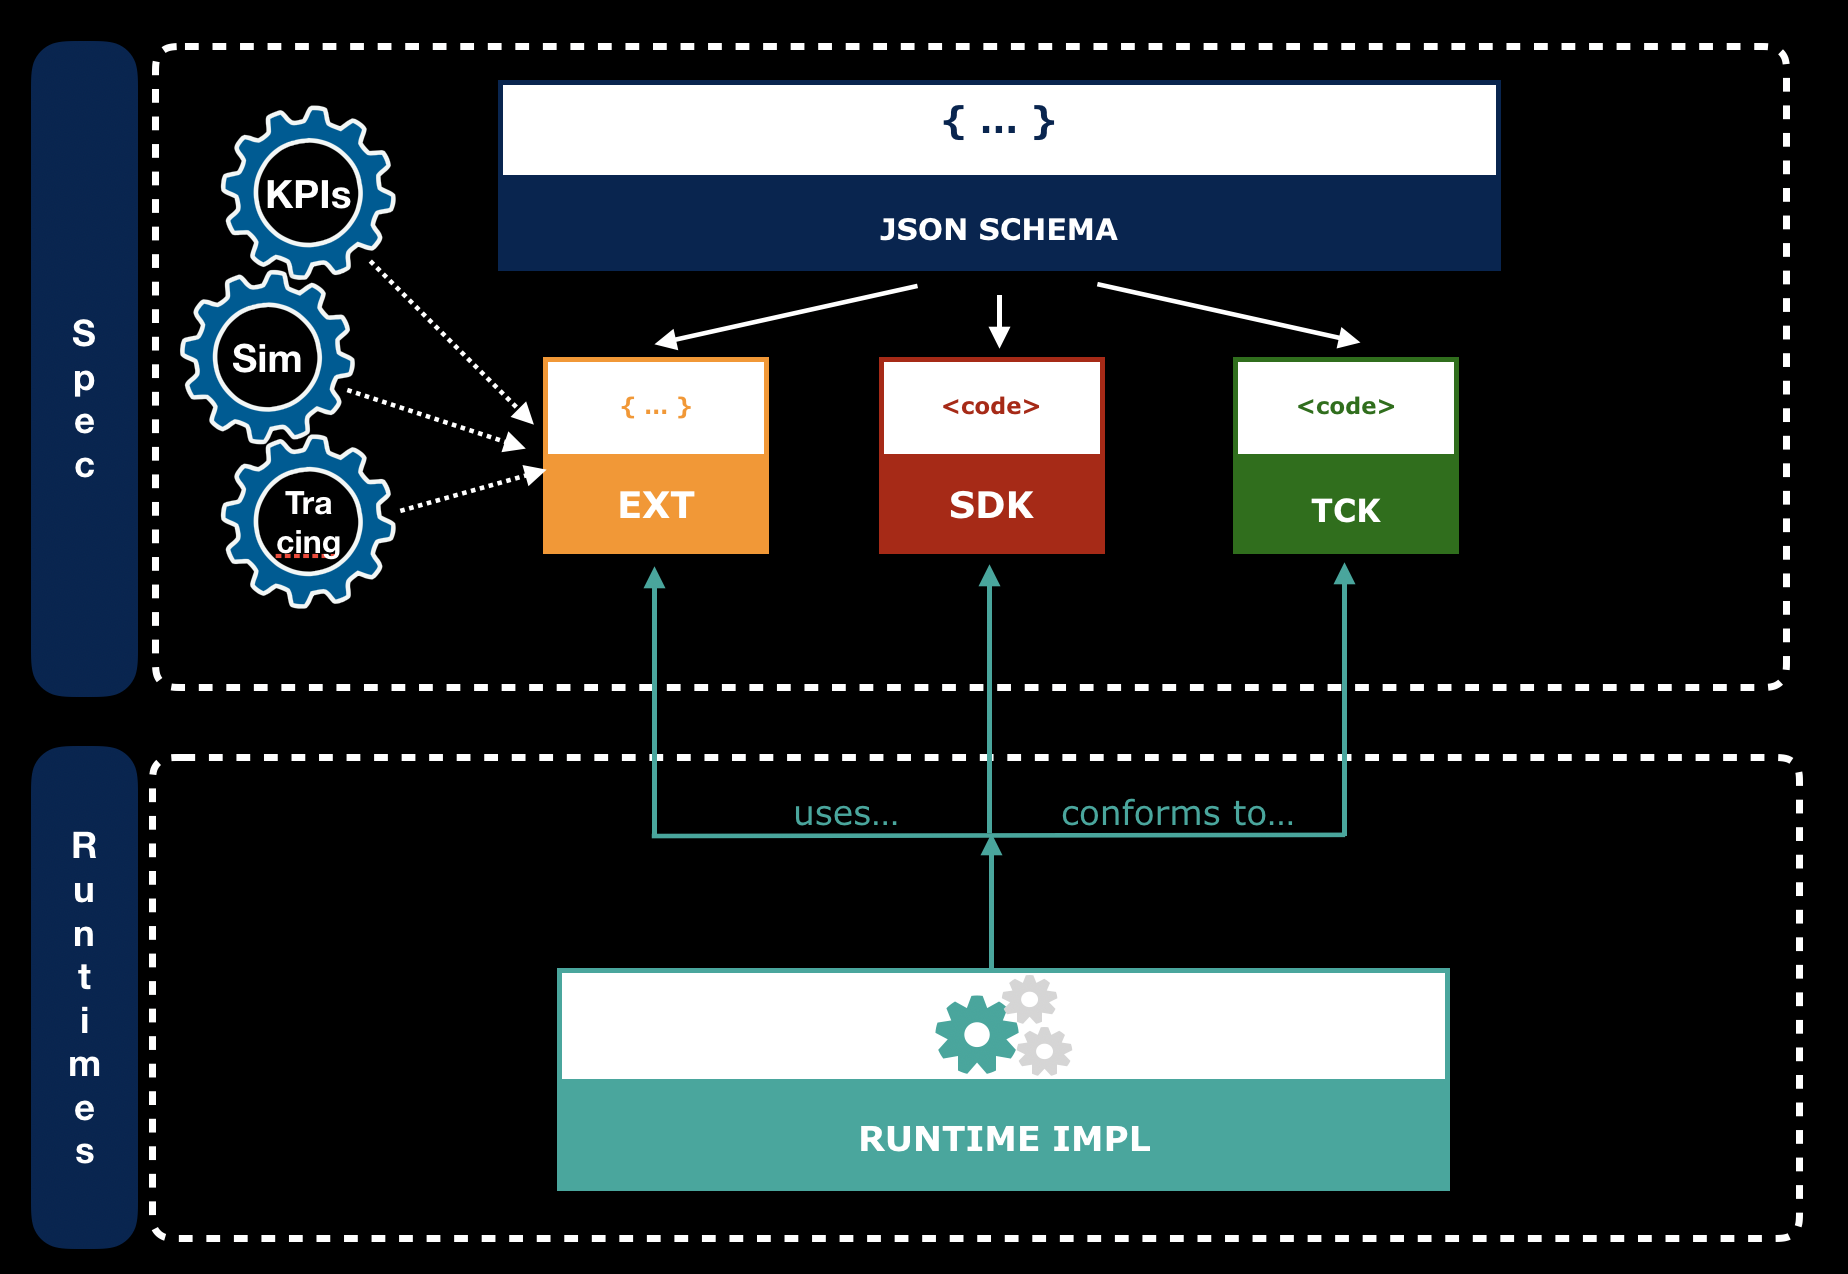 Spec
{ ... }
JSON SCHEMA
KPIs
Sim
Tra
cing
{ ... }
EXT
<code>
SDK
<code>
TCK
Runtimes
uses...
conforms to...
RUNTIME IMPL